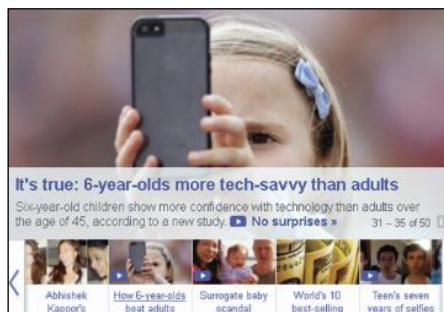 It's true: 6-year-olds more tech-savvy than adults
Six-year-old children show more confidence with technology than adults over
the age of 45, according to a new study. No surprises » 31 – 35 of 50
Abhishek Kapoor's
How 6-year-olds beat adults
Surrogate baby scandal
World's 10 best-selling
Teen's seven years of selfies